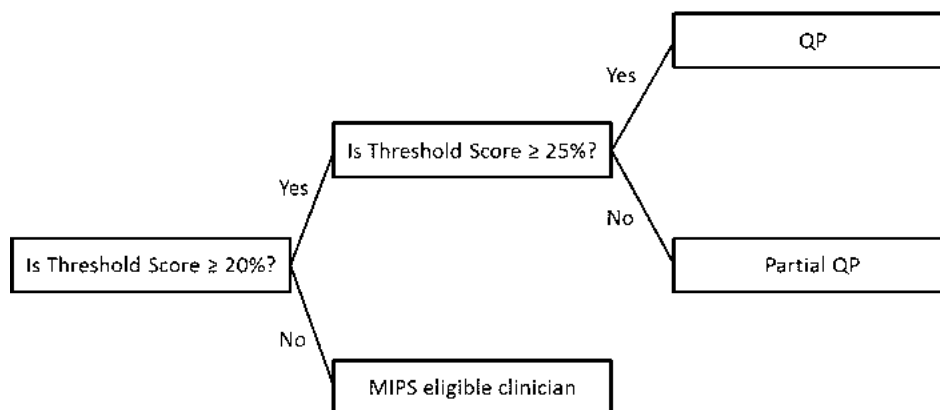 QP
Yes
Is Threshold Score ≥ 25%?
Yes
No
Is Threshold Score ≥ 20%?
Partial QP
No
MIPS eligible clinician